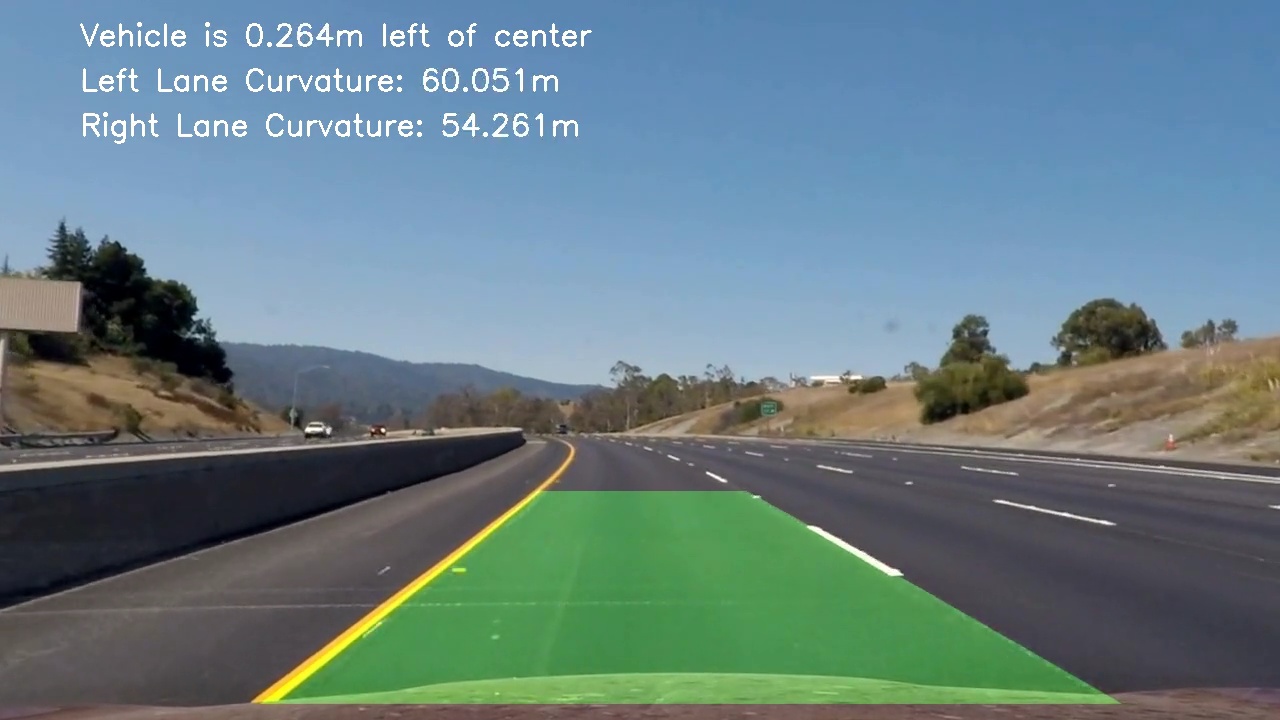 Vehicle is 0.264m left of center
Left Lane Curvature: 60.051m
Right Lane Curvature: 54.261m